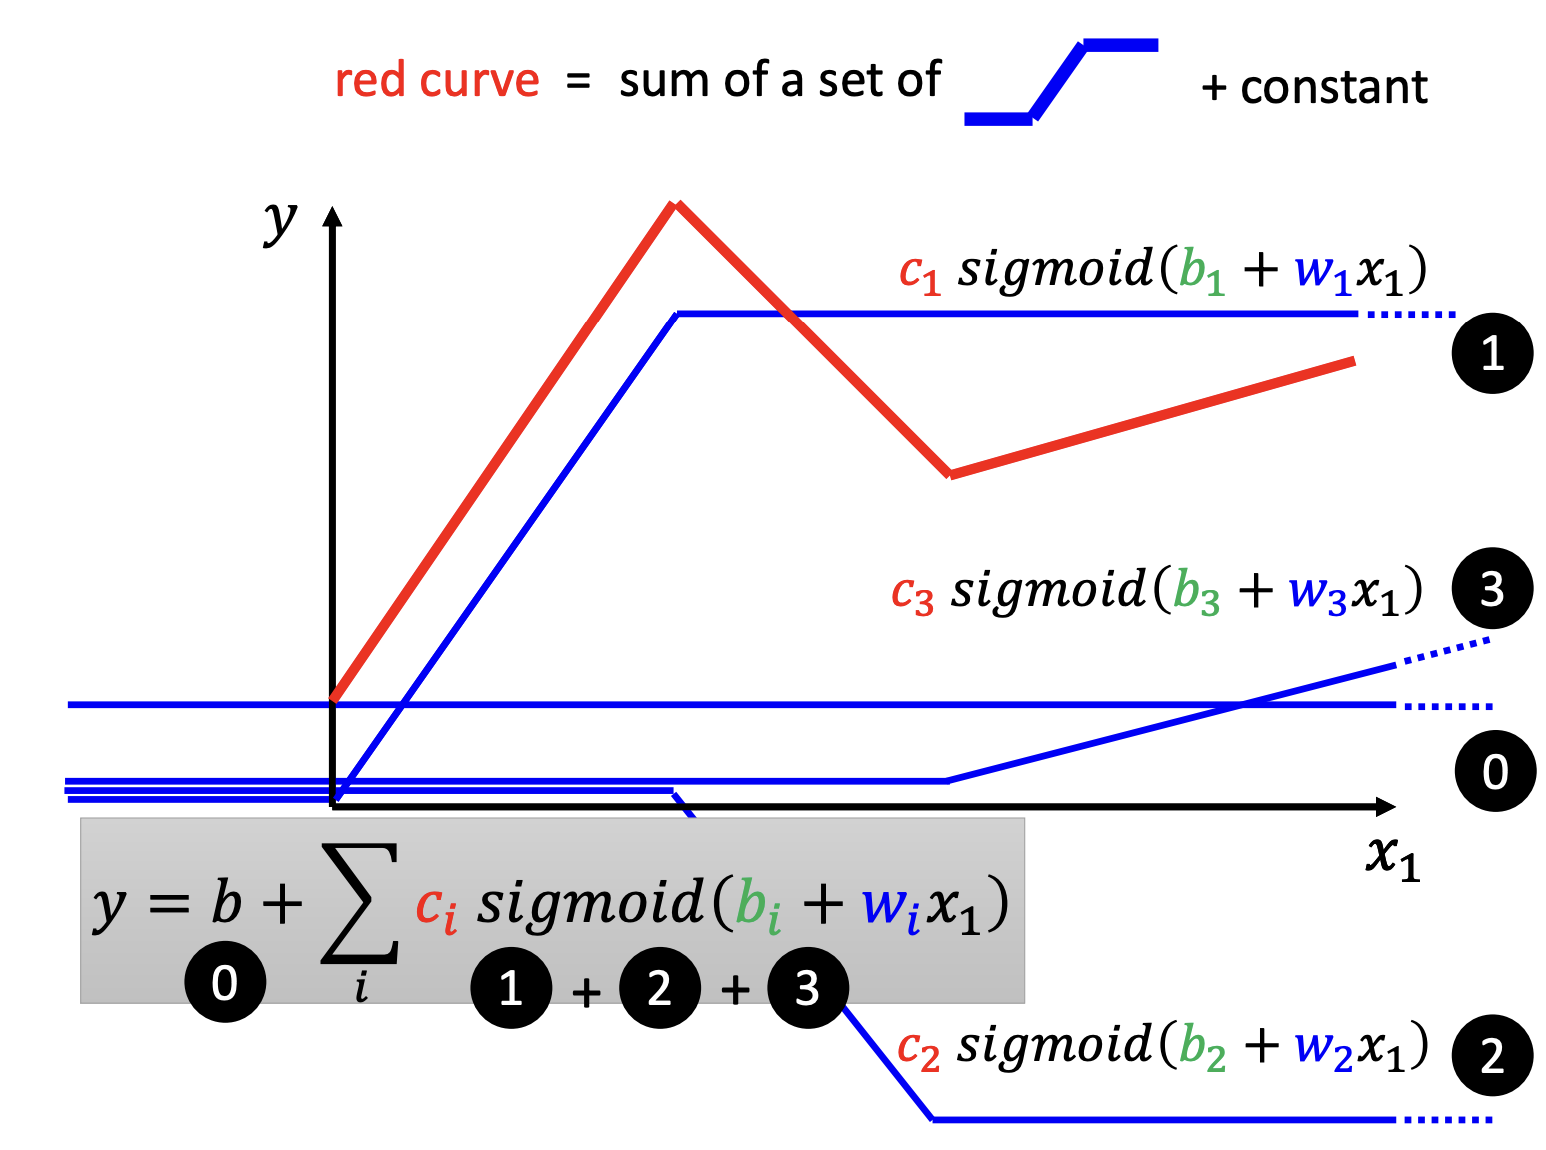 red curve = sum of a set of + constant
y
c₁ sigmoid(b₁ + w₁x₁)
1
c₃ sigmoid(b₃ + w₃x₁)
3
0
x₁
y = b + ∑ᵢ cᵢ sigmoid(bᵢ + wᵢx₁)
0 1 + 2 + 3
c₂ sigmoid(b₂ + w₂x₁)
2